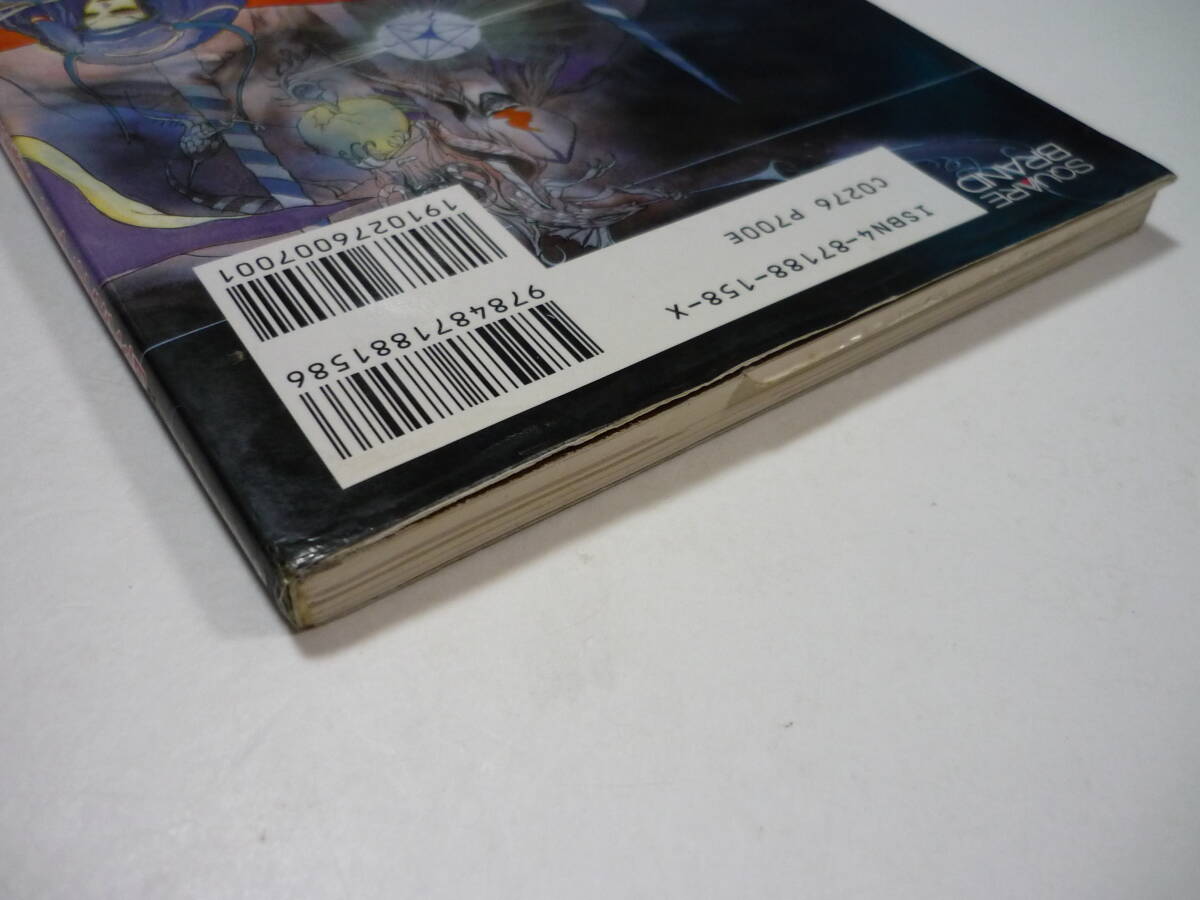 SQUARE
BRAND
ISBN4-87188-158-X
C0276 P700E
9784871881586
1910276007001